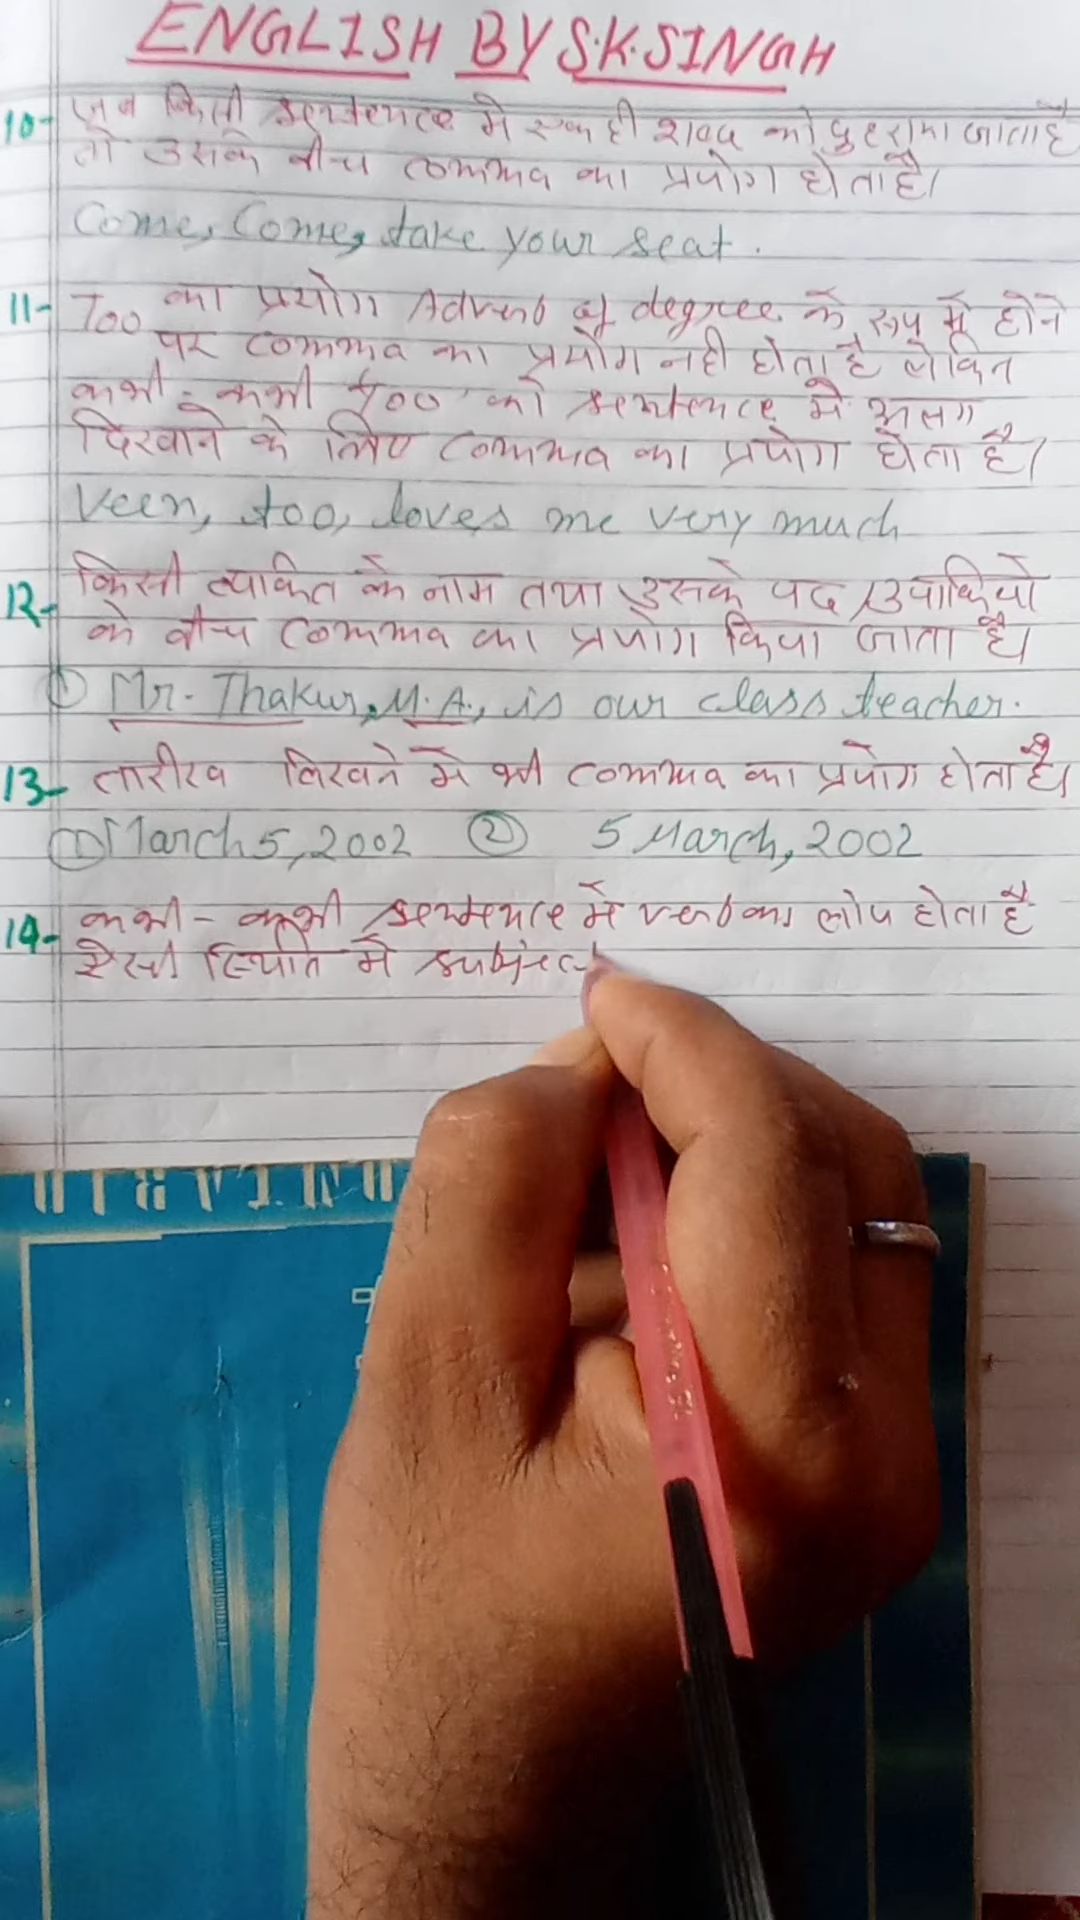 ENGLISH BY S.K.SINGH
10- जब किसी sentence में एक ही शब्द को दुहराया जाता है
तो उसके बीच comma का प्रयोग होता है।
Come, Come, take your seat.
11- Too का प्रयोग Adverb of degree के रूप में होने
पर comma का प्रयोग नही होता है लेकिन
कभी-कभी too को sentence में अलग
दिखाने के लिए comma का प्रयोग होता है।
Veen, too, loves me very much
12- किसी व्यक्ति के नाम तथा उसके पद/उपाधियो
के बीच comma का प्रयोग किया जाता है।
① Mr. Thakur, M.A., is our class teacher.
13- तारीख लिखने में भी comma का प्रयोग होता है।
① March 5, 2002 ② 5 March, 2002
14- कभी-कभी sentence में verb का लोप होता है
ऐसी स्थिति में subject